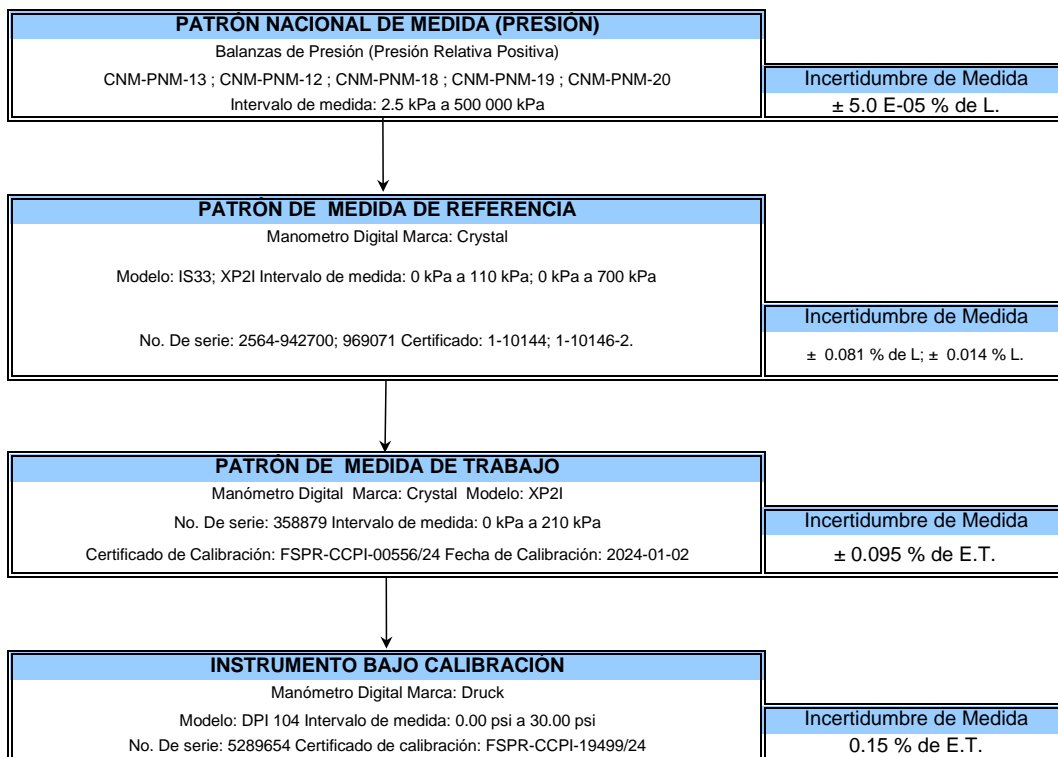 PATRÓN NACIONAL DE MEDIDA (PRESIÓN)
Balanzas de Presión (Presión Relativa Positiva)
CNM-PNM-13 ; CNM-PNM-12 ; CNM-PNM-18 ; CNM-PNM-19 ; CNM-PNM-20
Intervalo de medida: 2.5 kPa a 500 000 kPa
Incertidumbre de Medida
± 5.0 E-05 % de L.
PATRÓN DE MEDIDA DE REFERENCIA
Manometro Digital Marca: Crystal
Modelo: IS33; XP2I Intervalo de medida: 0 kPa a 110 kPa; 0 kPa a 700 kPa
No. De serie: 2564-942700; 969071 Certificado: 1-10144; 1-10146-2.
Incertidumbre de Medida
± 0.081 % de L; ± 0.014 % L.
PATRÓN DE MEDIDA DE TRABAJO
Manómetro Digital Marca: Crystal Modelo: XP2I
No. De serie: 358879 Intervalo de medida: 0 kPa a 210 kPa
Certificado de Calibración: FSPR-CCPI-00556/24 Fecha de Calibración: 2024-01-02
Incertidumbre de Medida
± 0.095 % de E.T.
INSTRUMENTO BAJO CALIBRACIÓN
Manómetro Digital Marca: Druck
Modelo: DPI 104 Intervalo de medida: 0.00 psi a 30.00 psi
No. De serie: 5289654 Certificado de calibración: FSPR-CCPI-19499/24
Incertidumbre de Medida
0.15 % de E.T.